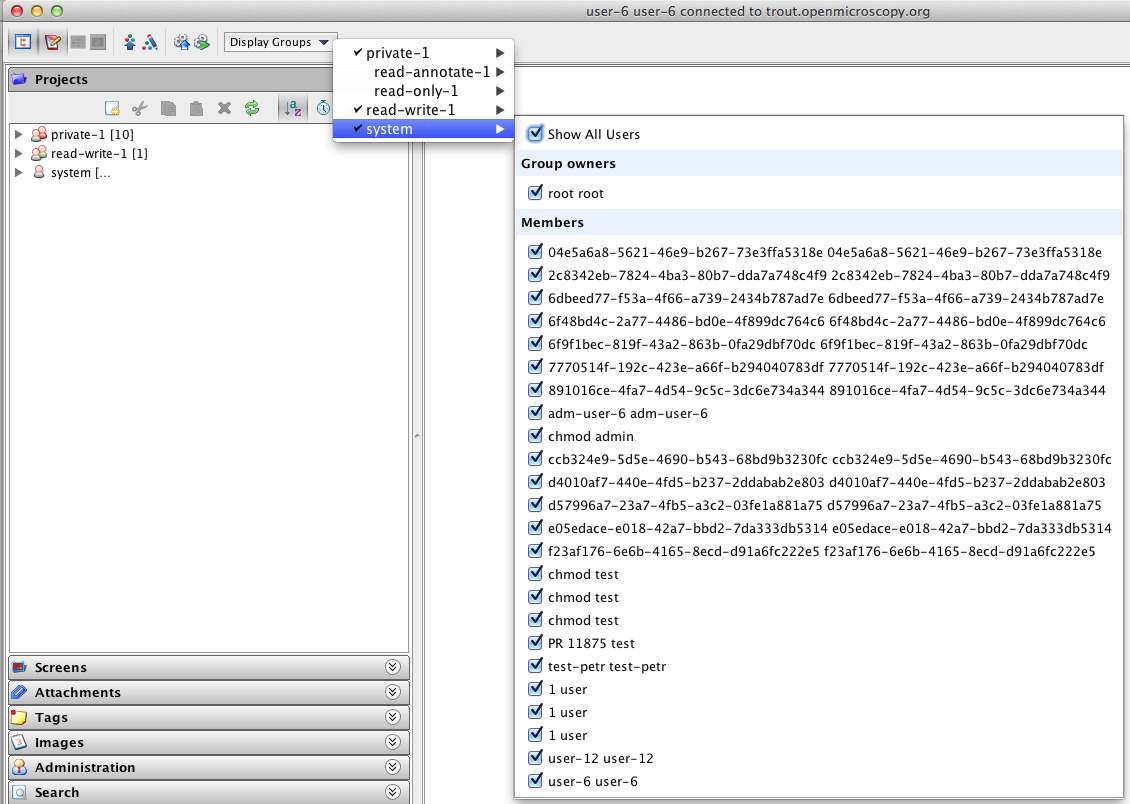 user-6 user-6 connected to trout.openmicroscopy.org
Display Groups
private-1
read-annotate-1
read-only-1
read-write-1
system
Projects
private-1 [10]
read-write-1 [1]
system [...
Show All Users
Group owners
root root
Members
04e5a6a8-5621-46e9-b267-73e3ffa5318e 04e5a6a8-5621-46e9-b267-73e3ffa5318e
2c8342eb-7824-4ba3-80b7-dda7a748c4f9 2c8342eb-7824-4ba3-80b7-dda7a748c4f9
6dbeed77-f53a-4f66-a739-2434b787ad7e 6dbeed77-f53a-4f66-a739-2434b787ad7e
6f48bd4c-2a77-4486-bd0e-4f899dc764c6 6f48bd4c-2a77-4486-bd0e-4f899dc764c6
6f9f1bec-819f-43a2-863b-0fa29dbf70dc 6f9f1bec-819f-43a2-863b-0fa29dbf70dc
7770514f-192c-423e-a66f-b294040783df 7770514f-192c-423e-a66f-b294040783df
891016ce-4fa7-4d54-9c5c-3dc6e734a344 891016ce-4fa7-4d54-9c5c-3dc6e734a344
adm-user-6 adm-user-6
chmod admin
ccb324e9-5d5e-4690-b543-68bd9b3230fc ccb324e9-5d5e-4690-b543-68bd9b3230fc
d4010af7-440e-4fd5-b237-2ddabab2e803 d4010af7-440e-4fd5-b237-2ddabab2e803
d57996a7-23a7-4fb5-a3c2-03fe1a881a75 d57996a7-23a7-4fb5-a3c2-03fe1a881a75
e05edace-e018-42a7-bbd2-7da333db5314 e05edace-e018-42a7-bbd2-7da333db5314
f23af176-6e6b-4165-8ecd-d91a6fc222e5 f23af176-6e6b-4165-8ecd-d91a6fc222e5
chmod test
chmod test
chmod test
PR 11875 test
test-petr test-petr
1 user
1 user
1 user
user-12 user-12
user-6 user-6
Screens
Attachments
Tags
Images
Administration
Search